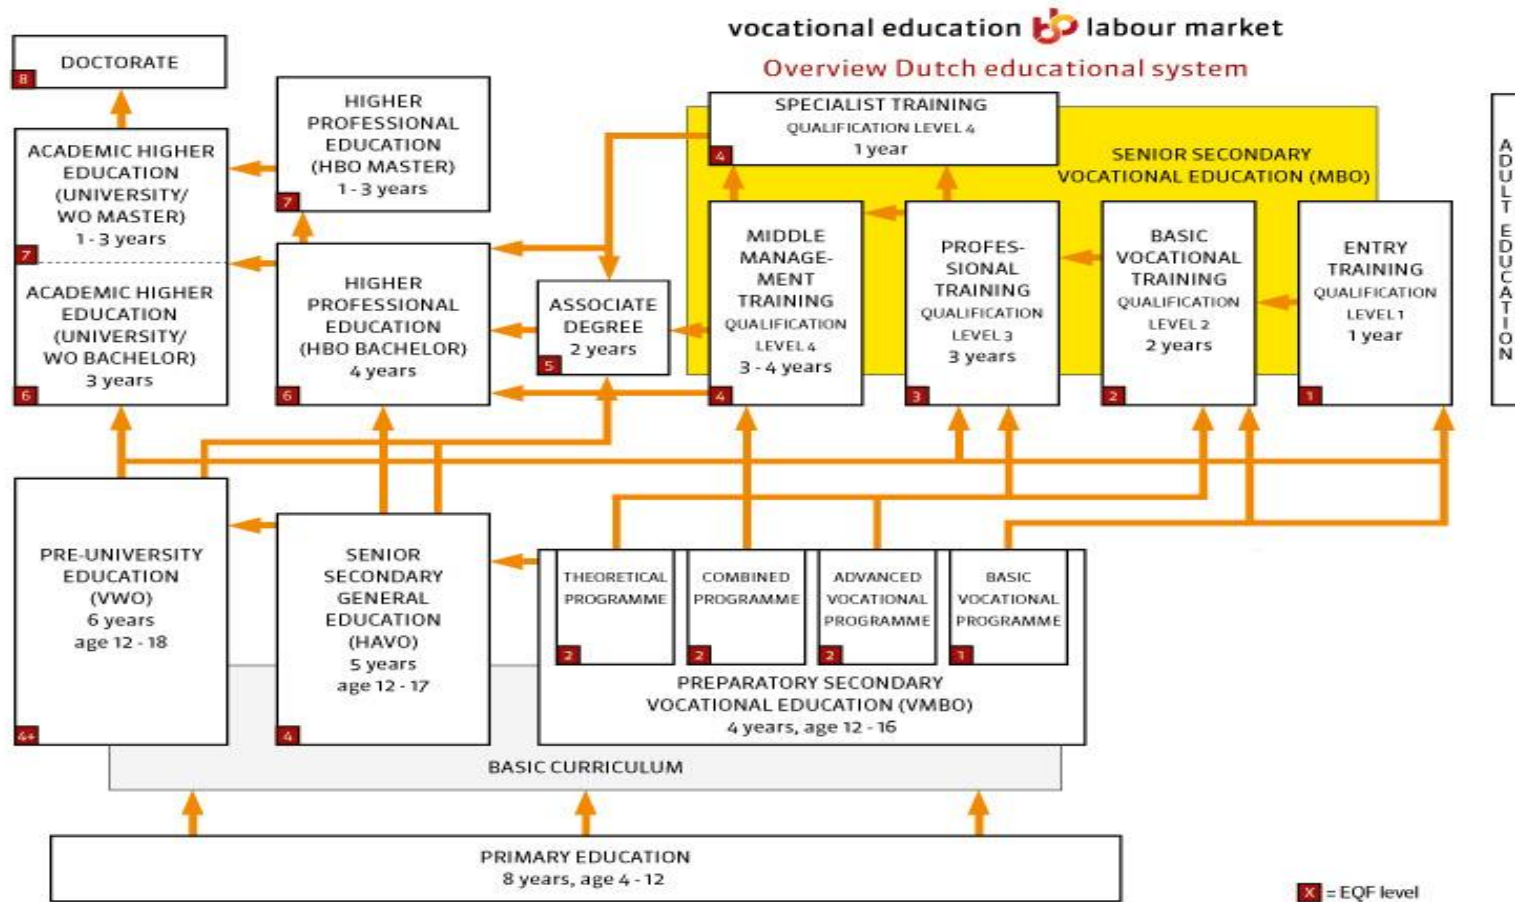 vocational education labour market
Overview Dutch educational system
DOCTORATE
8
ACADEMIC HIGHER
EDUCATION
(UNIVERSITY/
WO MASTER)
1 - 3 years
7
ACADEMIC HIGHER
EDUCATION
(UNIVERSITY/
WO BACHELOR)
3 years
6
HIGHER
PROFESSIONAL
EDUCATION
(HBO MASTER)
1 - 3 years
7
HIGHER
PROFESSIONAL
EDUCATION
(HBO BACHELOR)
4 years
6
ASSOCIATE
DEGREE
2 years
5
SPECIALIST TRAINING
QUALIFICATION LEVEL 4
1 year
4
SENIOR SECONDARY
VOCATIONAL EDUCATION (MBO)
MIDDLE
MANAGE-
MENT
TRAINING
QUALIFICATION
LEVEL 4
3 - 4 years
4
PROFES-
SIONAL
TRAINING
QUALIFICATION
LEVEL 3
3 years
3
BASIC
VOCATIONAL
TRAINING
QUALIFICATION
LEVEL 2
2 years
2
ENTRY
TRAINING
QUALIFICATION
LEVEL 1
1 year
1
ADULT EDUCATION
PRE-UNIVERSITY
EDUCATION
(VWO)
6 years
age 12 - 18
4+
SENIOR
SECONDARY
GENERAL
EDUCATION
(HAVO)
5 years
age 12 - 17
4
THEORETICAL
PROGRAMME
2
COMBINED
PROGRAMME
2
ADVANCED
VOCATIONAL
PROGRAMME
2
BASIC
VOCATIONAL
PROGRAMME
1
PREPARATORY SECONDARY
VOCATIONAL EDUCATION (VMBO)
4 years, age 12 - 16
BASIC CURRICULUM
PRIMARY EDUCATION
8 years, age 4 - 12
X = EQF level